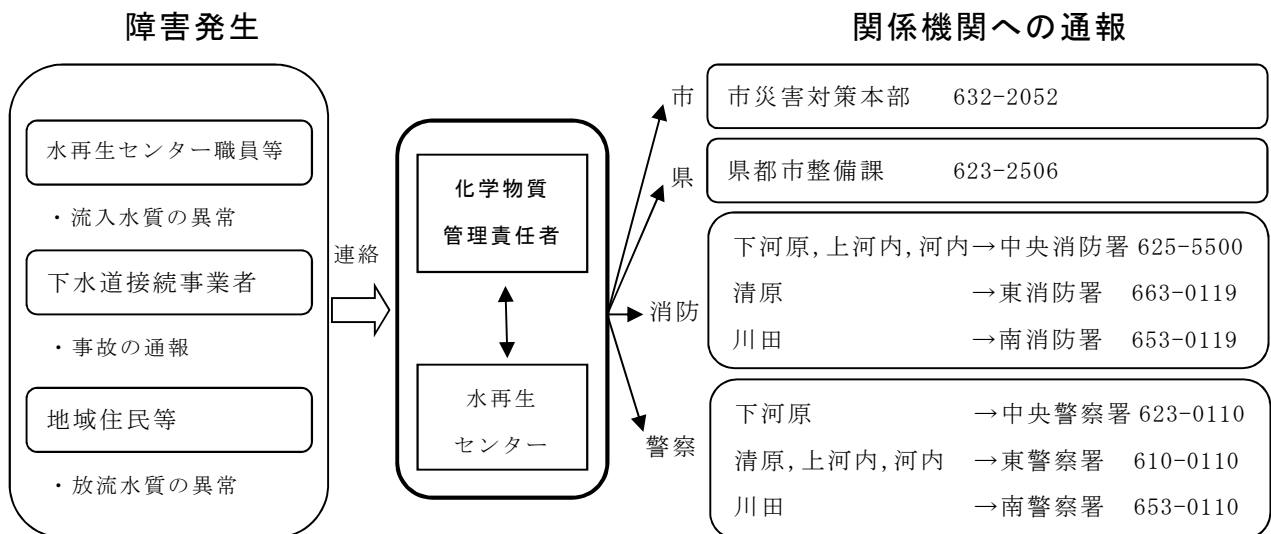 障害発生
水再生センター職員等
・流入水質の異常
下水道接続事業者
・事故の通報
地域住民等
・放流水質の異常
連絡
化学物質
管理責任者
水再生
センター
関係機関への通報
市
市災害対策本部 632-2052
県
県都市整備課 623-2506
消防
下河原,上河内,河内→中央消防署 625-5500
清原 →東消防署 663-0119
川田 →南消防署 653-0119
警察
下河原 →中央警察署 623-0110
清原,上河内,河内 →東警察署 610-0110
川田 →南警察署 653-0110